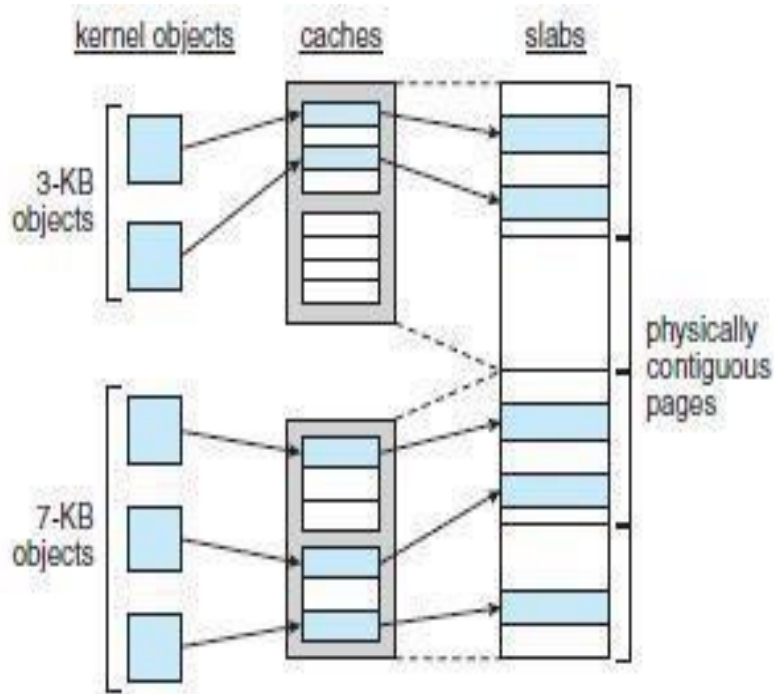 kernel objects
caches
slabs
3-KB
objects
physically
contiguous
pages
7-KB
objects